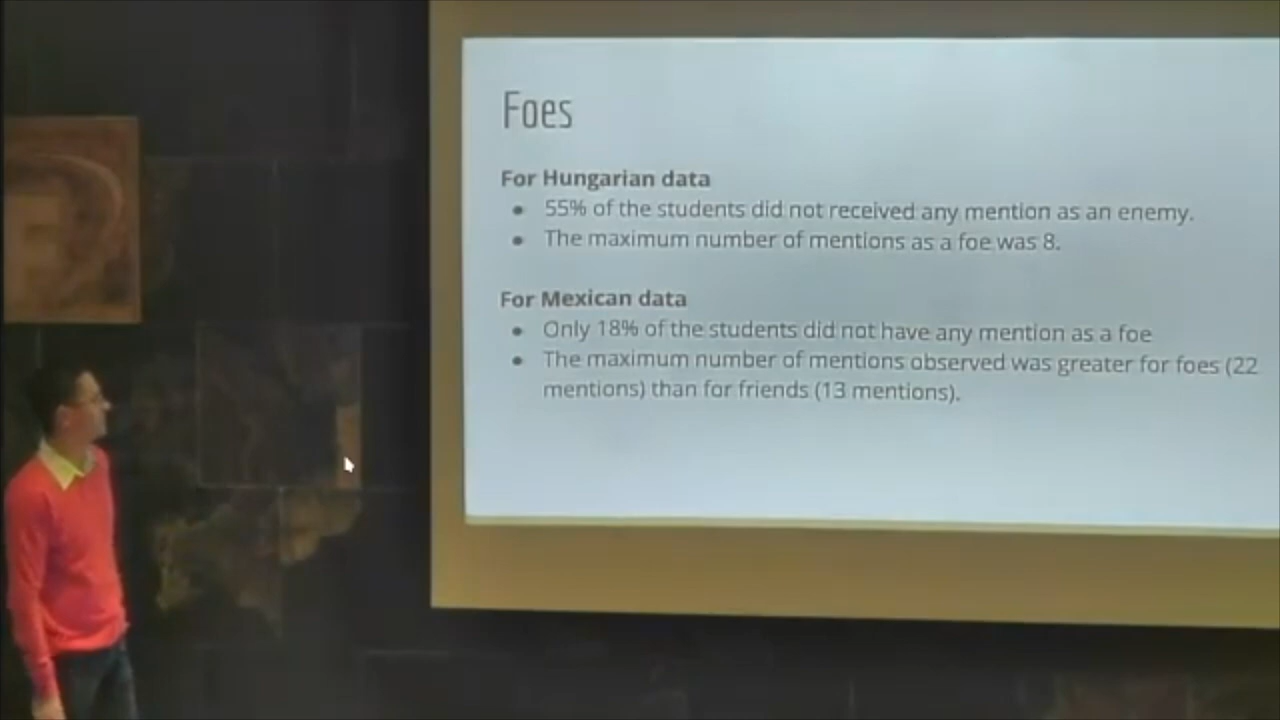 Foes
For Hungarian data
● 55% of the students did not received any mention as an enemy.
● The maximum number of mentions as a foe was 8.
For Mexican data
● Only 18% of the students did not have any mention as a foe
● The maximum number of mentions observed was greater for foes (22
mentions) than for friends (13 mentions).